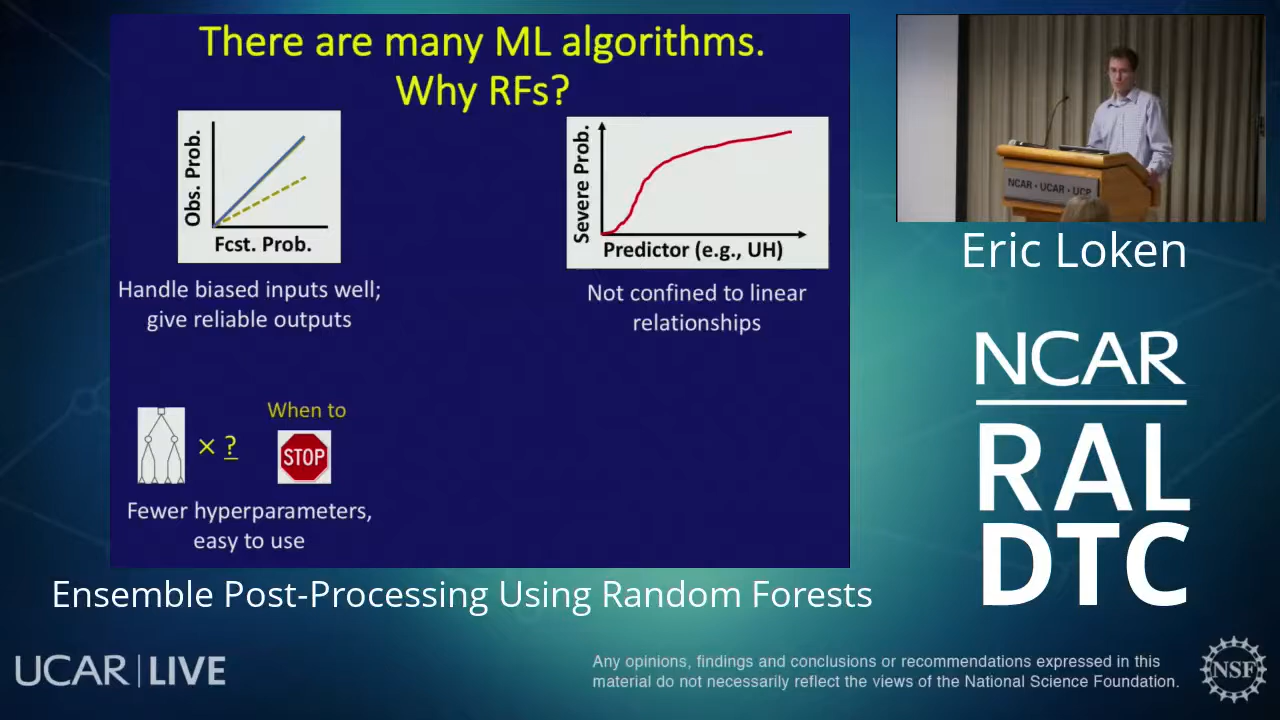 There are many ML algorithms.
Why RFs?
Obs. Prob.
Fcst. Prob.
Handle biased inputs well;
give reliable outputs
Severe Prob.
Predictor (e.g., UH)
Not confined to linear
relationships
× ?
When to
STOP
Fewer hyperparameters,
easy to use
NCAR • UCAR • UCP
Eric Loken
NCAR
RAL
DTC
Ensemble Post-Processing Using Random Forests
UCAR | LIVE
Any opinions, findings and conclusions or recommendations expressed in this
material do not necessarily reflect the views of the National Science Foundation.
NSF